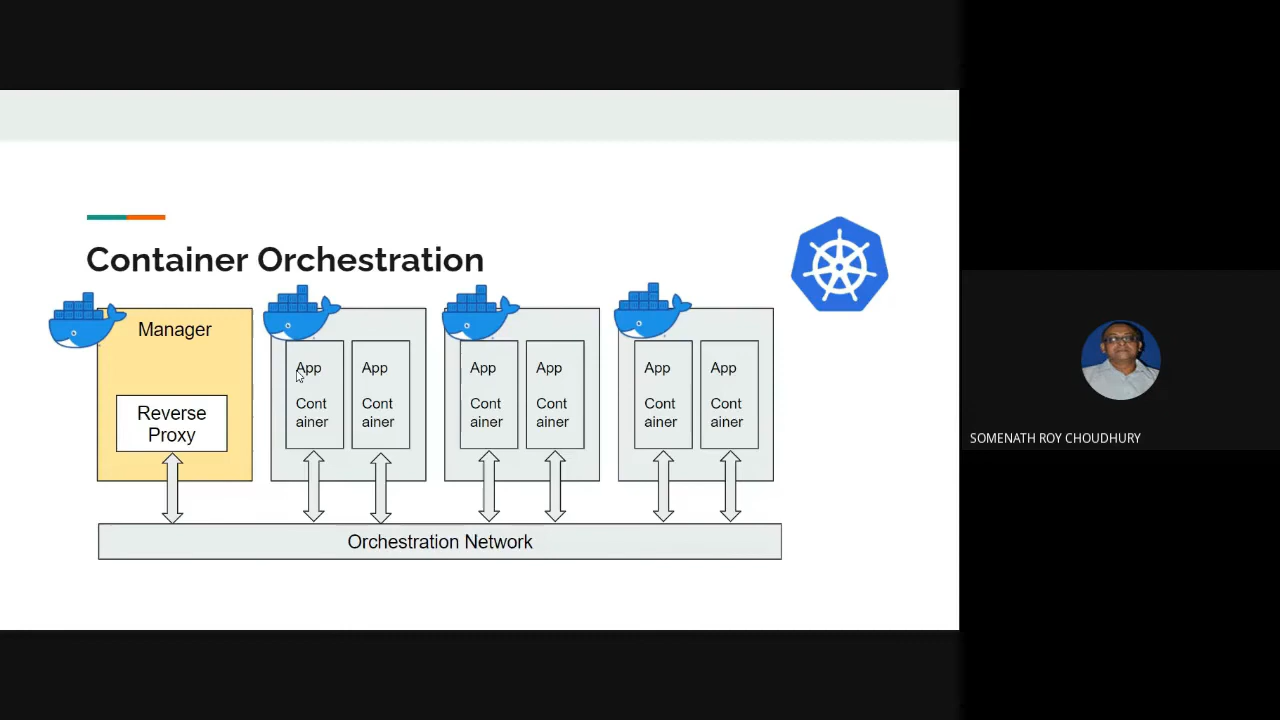 Container Orchestration
Manager
Reverse
Proxy
App
Cont
ainer
App
Cont
ainer
App
Cont
ainer
App
Cont
ainer
App
Cont
ainer
App
Cont
ainer
Orchestration Network
SOMENATH ROY CHOUDHURY